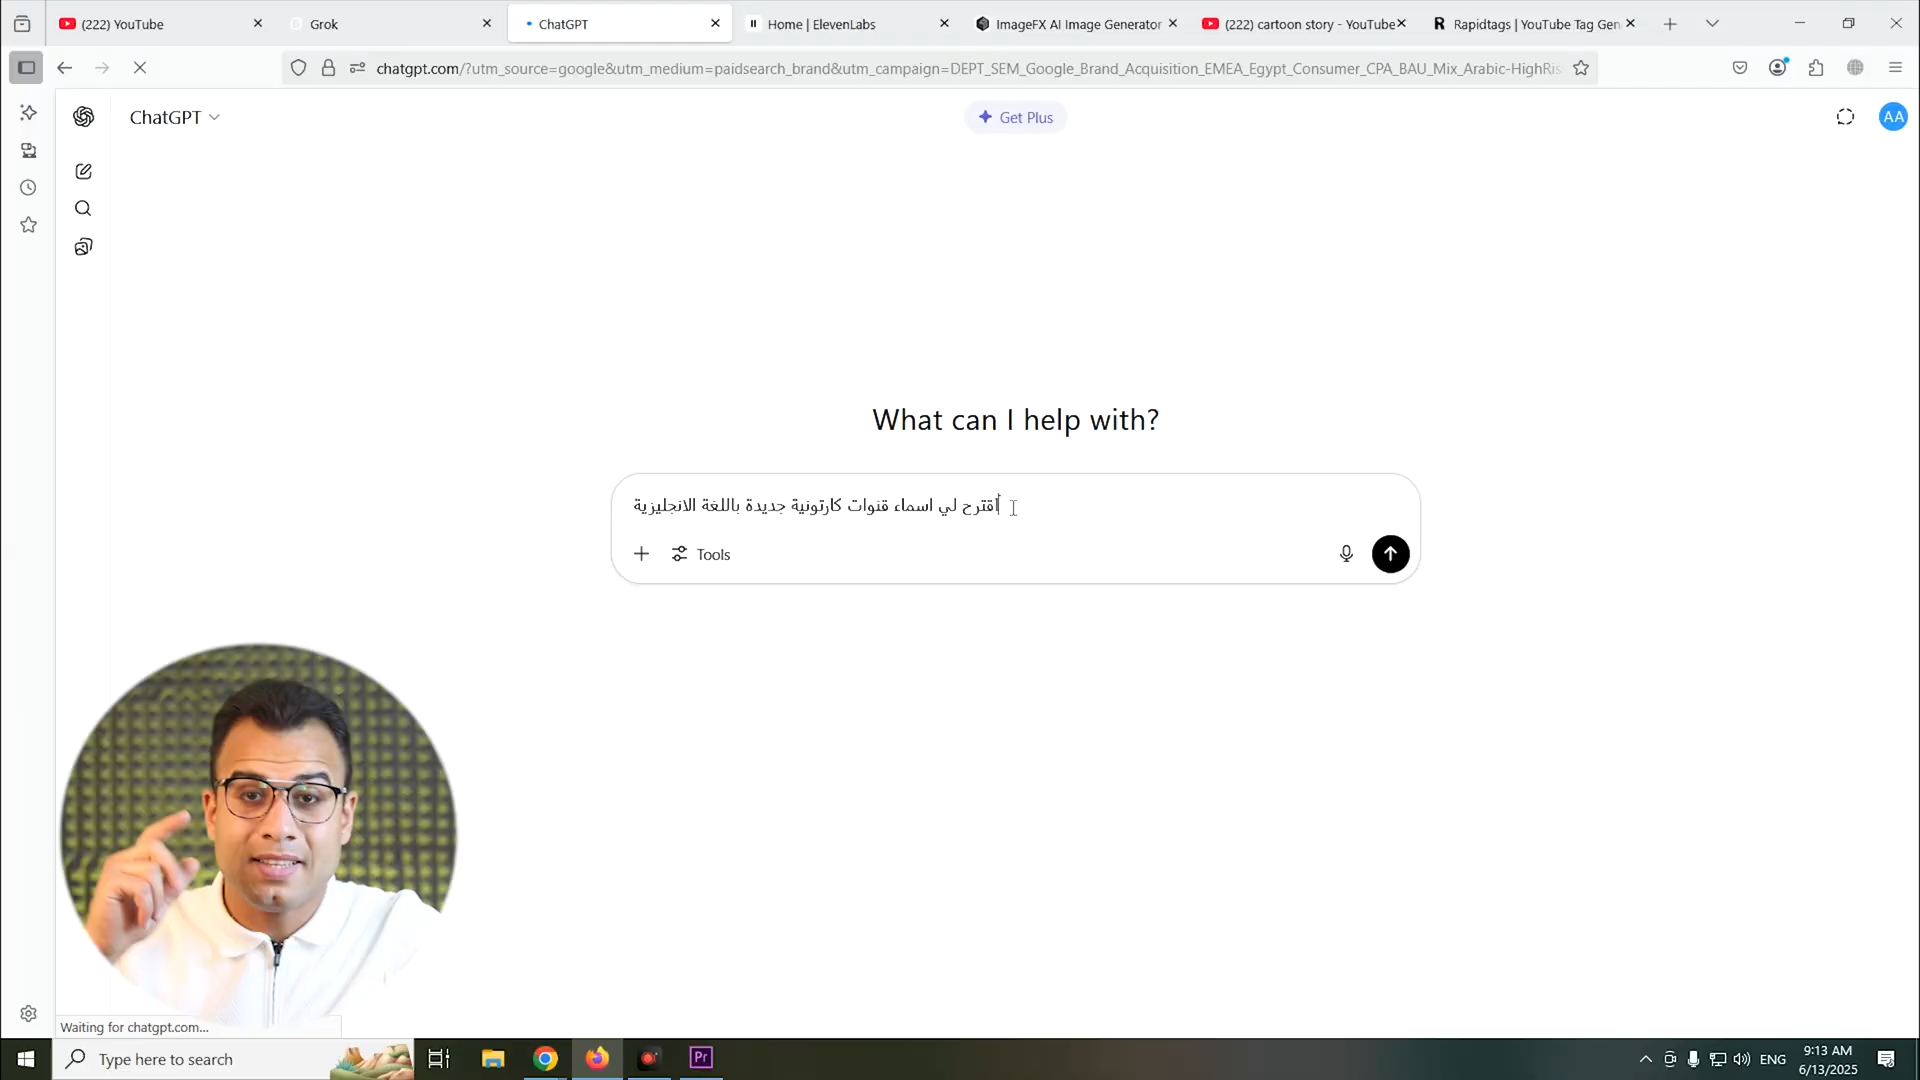 (222) YouTube
Grok
ChatGPT
Home | ElevenLabs
ImageFX AI Image Generator
(222) cartoon story - YouTube
Rapidtags | YouTube Tag Gen
chatgpt.com/?utm_source=google&utm_medium=paidsearch_brand&utm_campaign=DEPT_SEM_Google_Brand_Acquisition_EMEA_Egypt_Consumer_CPA_BAU_Mix_Arabic-HighRis
ChatGPT
Get Plus
AA
What can I help with?
اقترح لي اسماء قنوات كارتونية جديدة باللغة الانجليزية
Tools
Waiting for chatgpt.com...
Type here to search
Pr
ENG
9:13 AM
6/13/2025